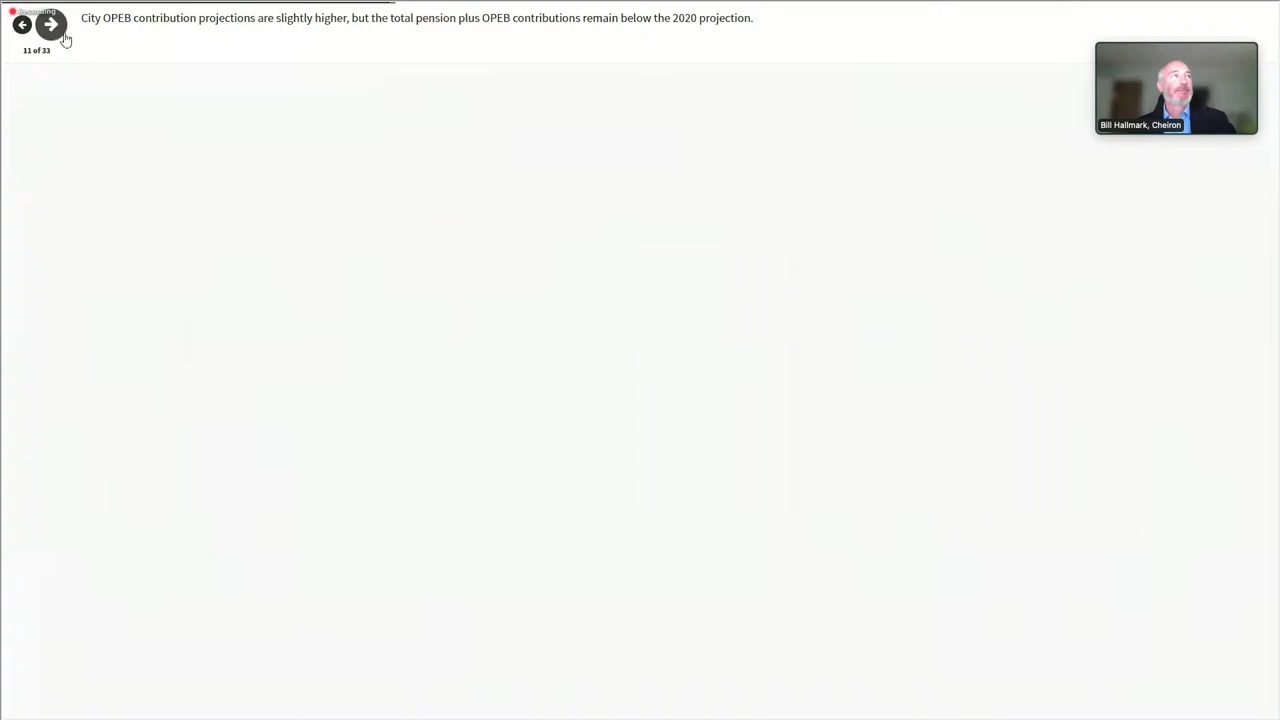 Recording
City OPEB contribution projections are slightly higher, but the total pension plus OPEB contributions remain below the 2020 projection.
11 of 33
Bill Hallmark, Cheiron